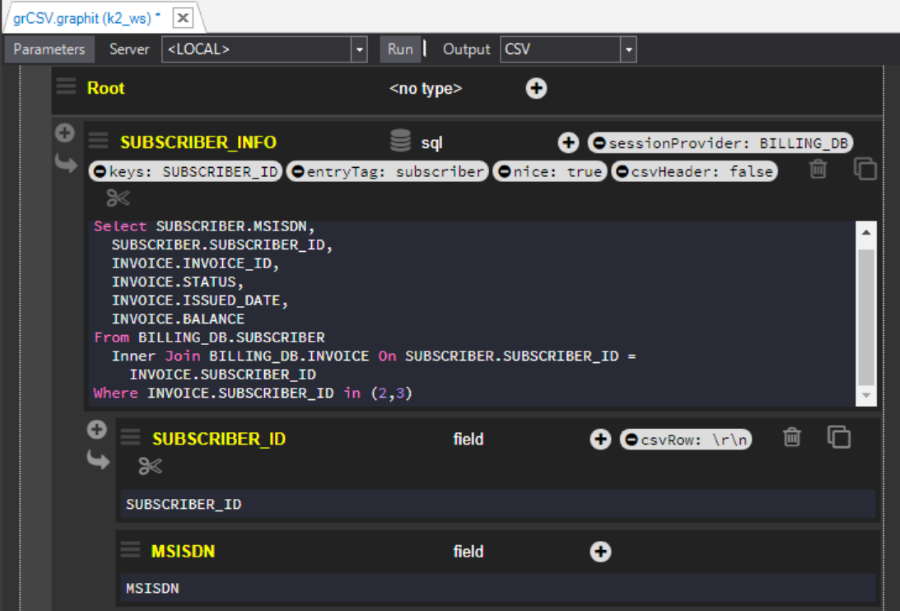 grCSV.graphit (k2_ws) *
Parameters Server <LOCAL> Run Output CSV
Root <no type>
SUBSCRIBER_INFO sql sessionProvider: BILLING_DB
keys: SUBSCRIBER_ID entryTag: subscriber nice: true csvHeader: false
Select SUBSCRIBER.MSISDN,
SUBSCRIBER.SUBSCRIBER_ID,
INVOICE.INVOICE_ID,
INVOICE.STATUS,
INVOICE.ISSUED_DATE,
INVOICE.BALANCE
From BILLING_DB.SUBSCRIBER
Inner Join BILLING_DB.INVOICE On SUBSCRIBER.SUBSCRIBER_ID =
INVOICE.SUBSCRIBER_ID
Where INVOICE.SUBSCRIBER_ID in (2,3)
SUBSCRIBER_ID field csvRow: \r\n
SUBSCRIBER_ID
MSISDN field
MSISDN